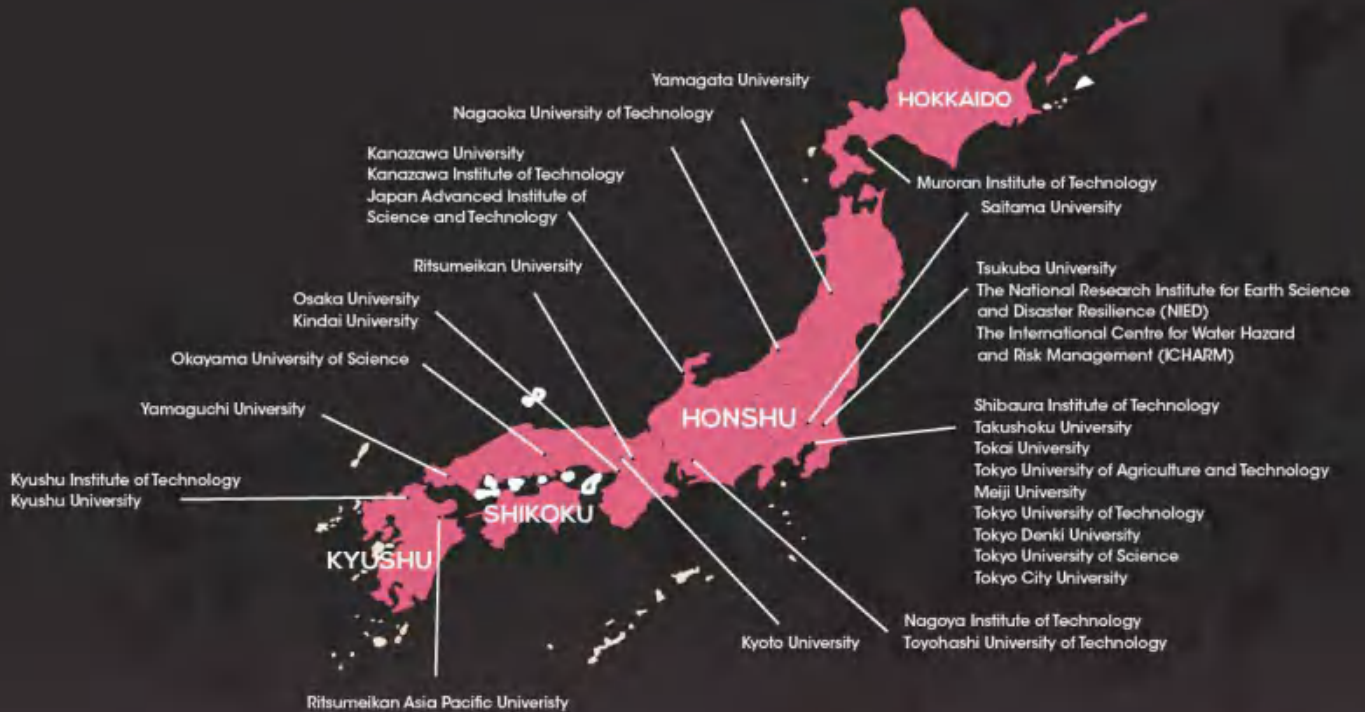 HOKKAIDO
Yamagata University
Nagaoka University of Technology
Kanazawa University
Kanazawa Institute of Technology
Japan Advanced Institute of
Science and Technology
Muroran Institute of Technology
Saitama University
Ritsumeikan University
Tsukuba University
The National Research Institute for Earth Science
and Disaster Resilience (NIED)
The International Centre for Water Hazard
and Risk Management (ICHARM)
Osaka University
Kindai University
Okayama University of Science
Yamaguchi University
HONSHU
Shibaura Institute of Technology
Takushoku University
Tokai University
Tokyo University of Agriculture and Technology
Meiji University
Tokyo University of Technology
Tokyo Denki University
Tokyo University of Science
Tokyo City University
Kyushu Institute of Technology
Kyushu University
SHIKOKU
KYUSHU
Kyoto University
Nagoya Institute of Technology
Toyohashi University of Technology
Ritsumeikan Asia Pacific Univeristy